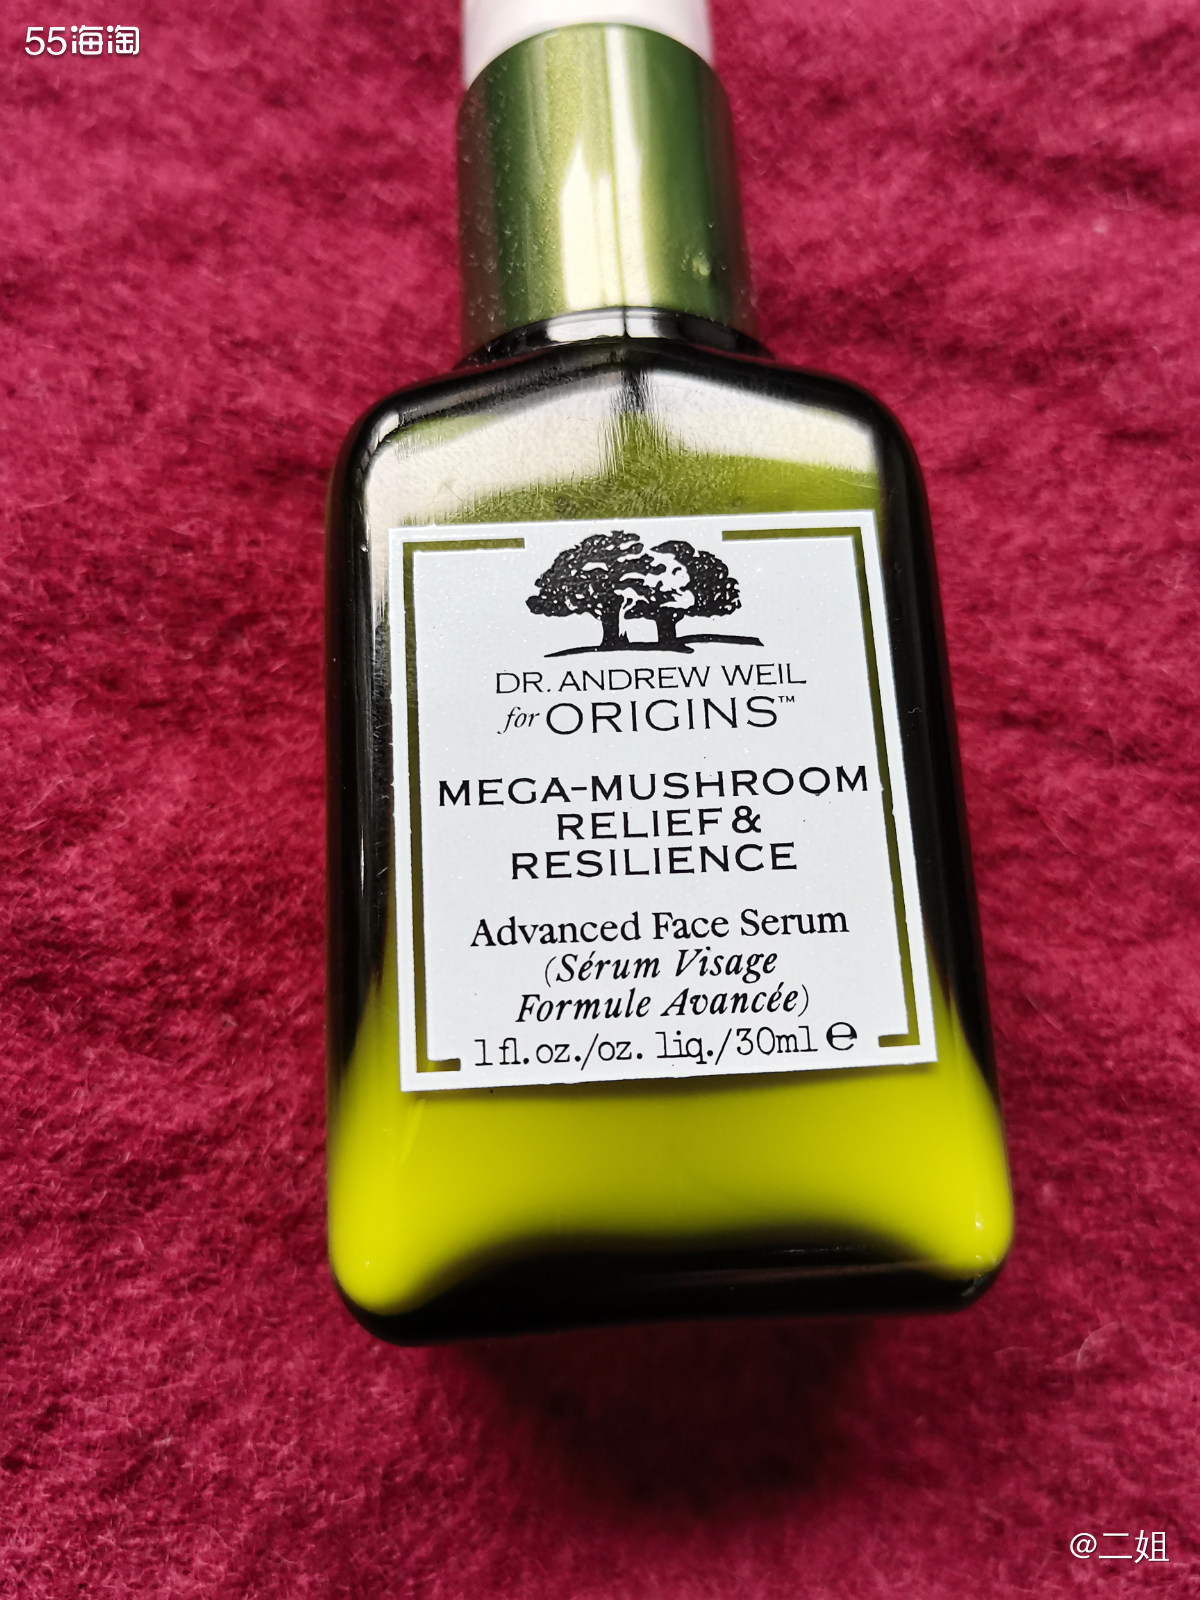 55海淘
DR. ANDREW WEIL
for ORIGINS™
MEGA-MUSHROOM
RELIEF &
RESILIENCE
Advanced Face Serum
(Sérum Visage
Formule Avancée)
1 fl. oz./oz. liq./30ml ℮
@二姐